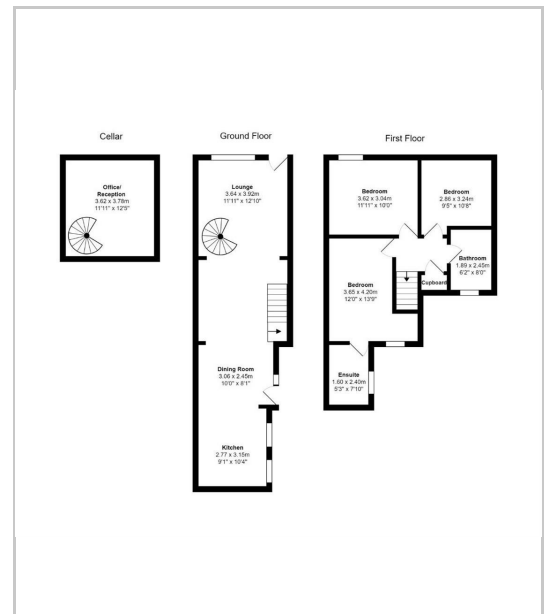 Cellar
Office/
Reception
3.62 x 3.78m
11'11" x 12'5"
Ground Floor
Lounge
3.64 x 3.92m
11'11" x 12'10"
Dining Room
3.06 x 2.45m
10'0" x 8'1"
Kitchen
2.77 x 3.15m
9'1" x 10'4"
First Floor
Bedroom
3.62 x 3.04m
11'11" x 10'0"
Bedroom
2.86 x 3.24m
9'5" x 10'8"
Bathroom
1.89 x 2.45m
6'2" x 8'0"
Cupboard
Bedroom
3.65 x 4.20m
12'0" x 13'9"
Ensuite
1.60 x 2.40m
5'3" x 7'10"